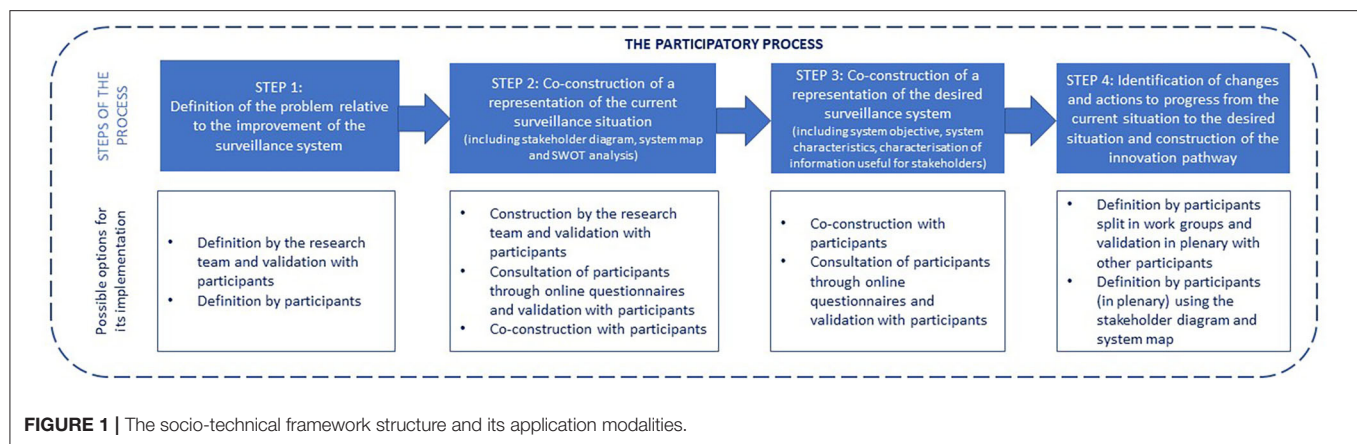 THE PARTICIPATORY PROCESS
STEPS OF THE
PROCESS
STEP 1:
Definition of the problem relative
to the improvement of the
surveillance system
STEP 2: Co-construction of a
representation of the current
surveillance situation
(including stakeholder diagram, system map
and SWOT analysis)
STEP 3: Co-construction of a
representation of the desired
surveillance system
(including system objective, system
characteristics, characterisation of
information useful for stakeholders)
STEP 4: Identification of changes
and actions to progress from the
current situation to the desired
situation and construction of the
innovation pathway
Possible options for
its implementation
• Definition by the research
team and validation with
participants
• Definition by participants
• Construction by the research
team and validation with
participants
• Consultation of participants
through online questionnaires
and validation with participants
• Co-construction with participants
• Co-construction with
participants
• Consultation of participants
through online
questionnaires and
validation with participants
• Definition by participants
split in work groups and
validation in plenary with
other participants
• Definition by participants
(in plenary) using the
stakeholder diagram and
system map
FIGURE 1 | The socio-technical framework structure and its application modalities.